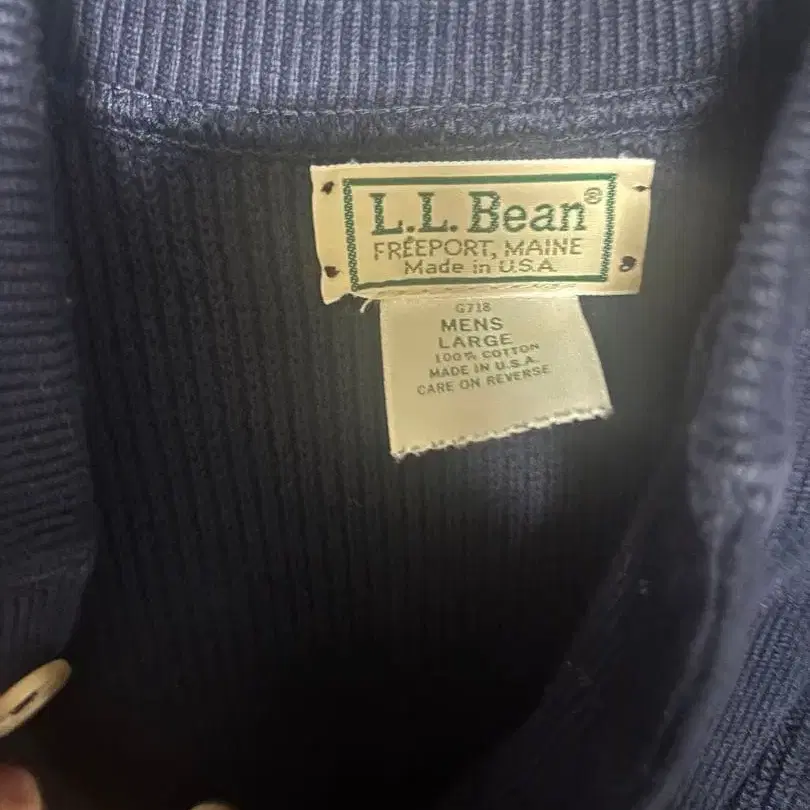 L.L. Bean®
FREEPORT, MAINE
Made in U.S.A.
G718
MENS
LARGE
100% COTTON
MADE IN U.S.A.
CARE ON REVERSE